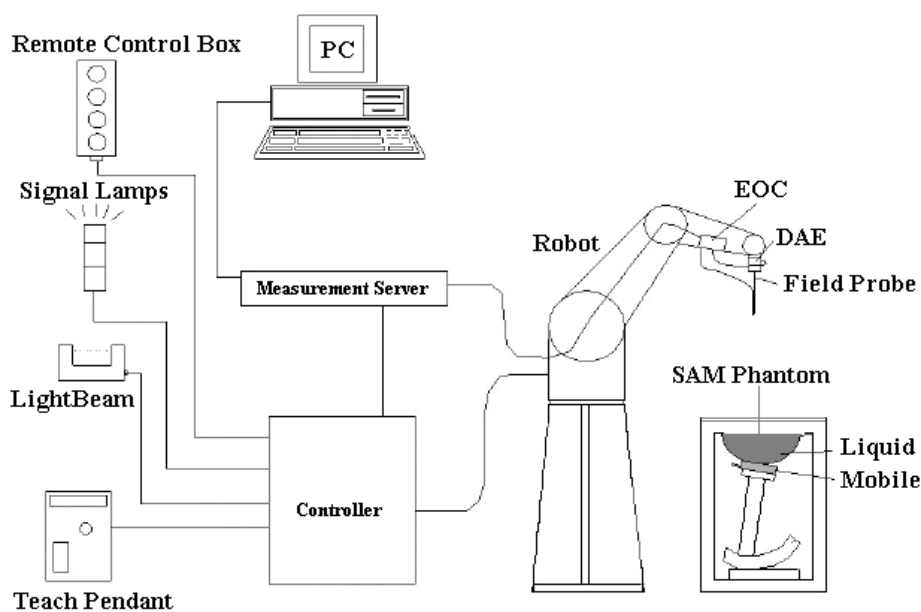 Remote Control Box
PC
Signal Lamps
EOC
DAE
Robot
Field Probe
Measurement Server
LightBeam
SAM Phantom
Liquid
Mobile
Controller
Teach Pendant